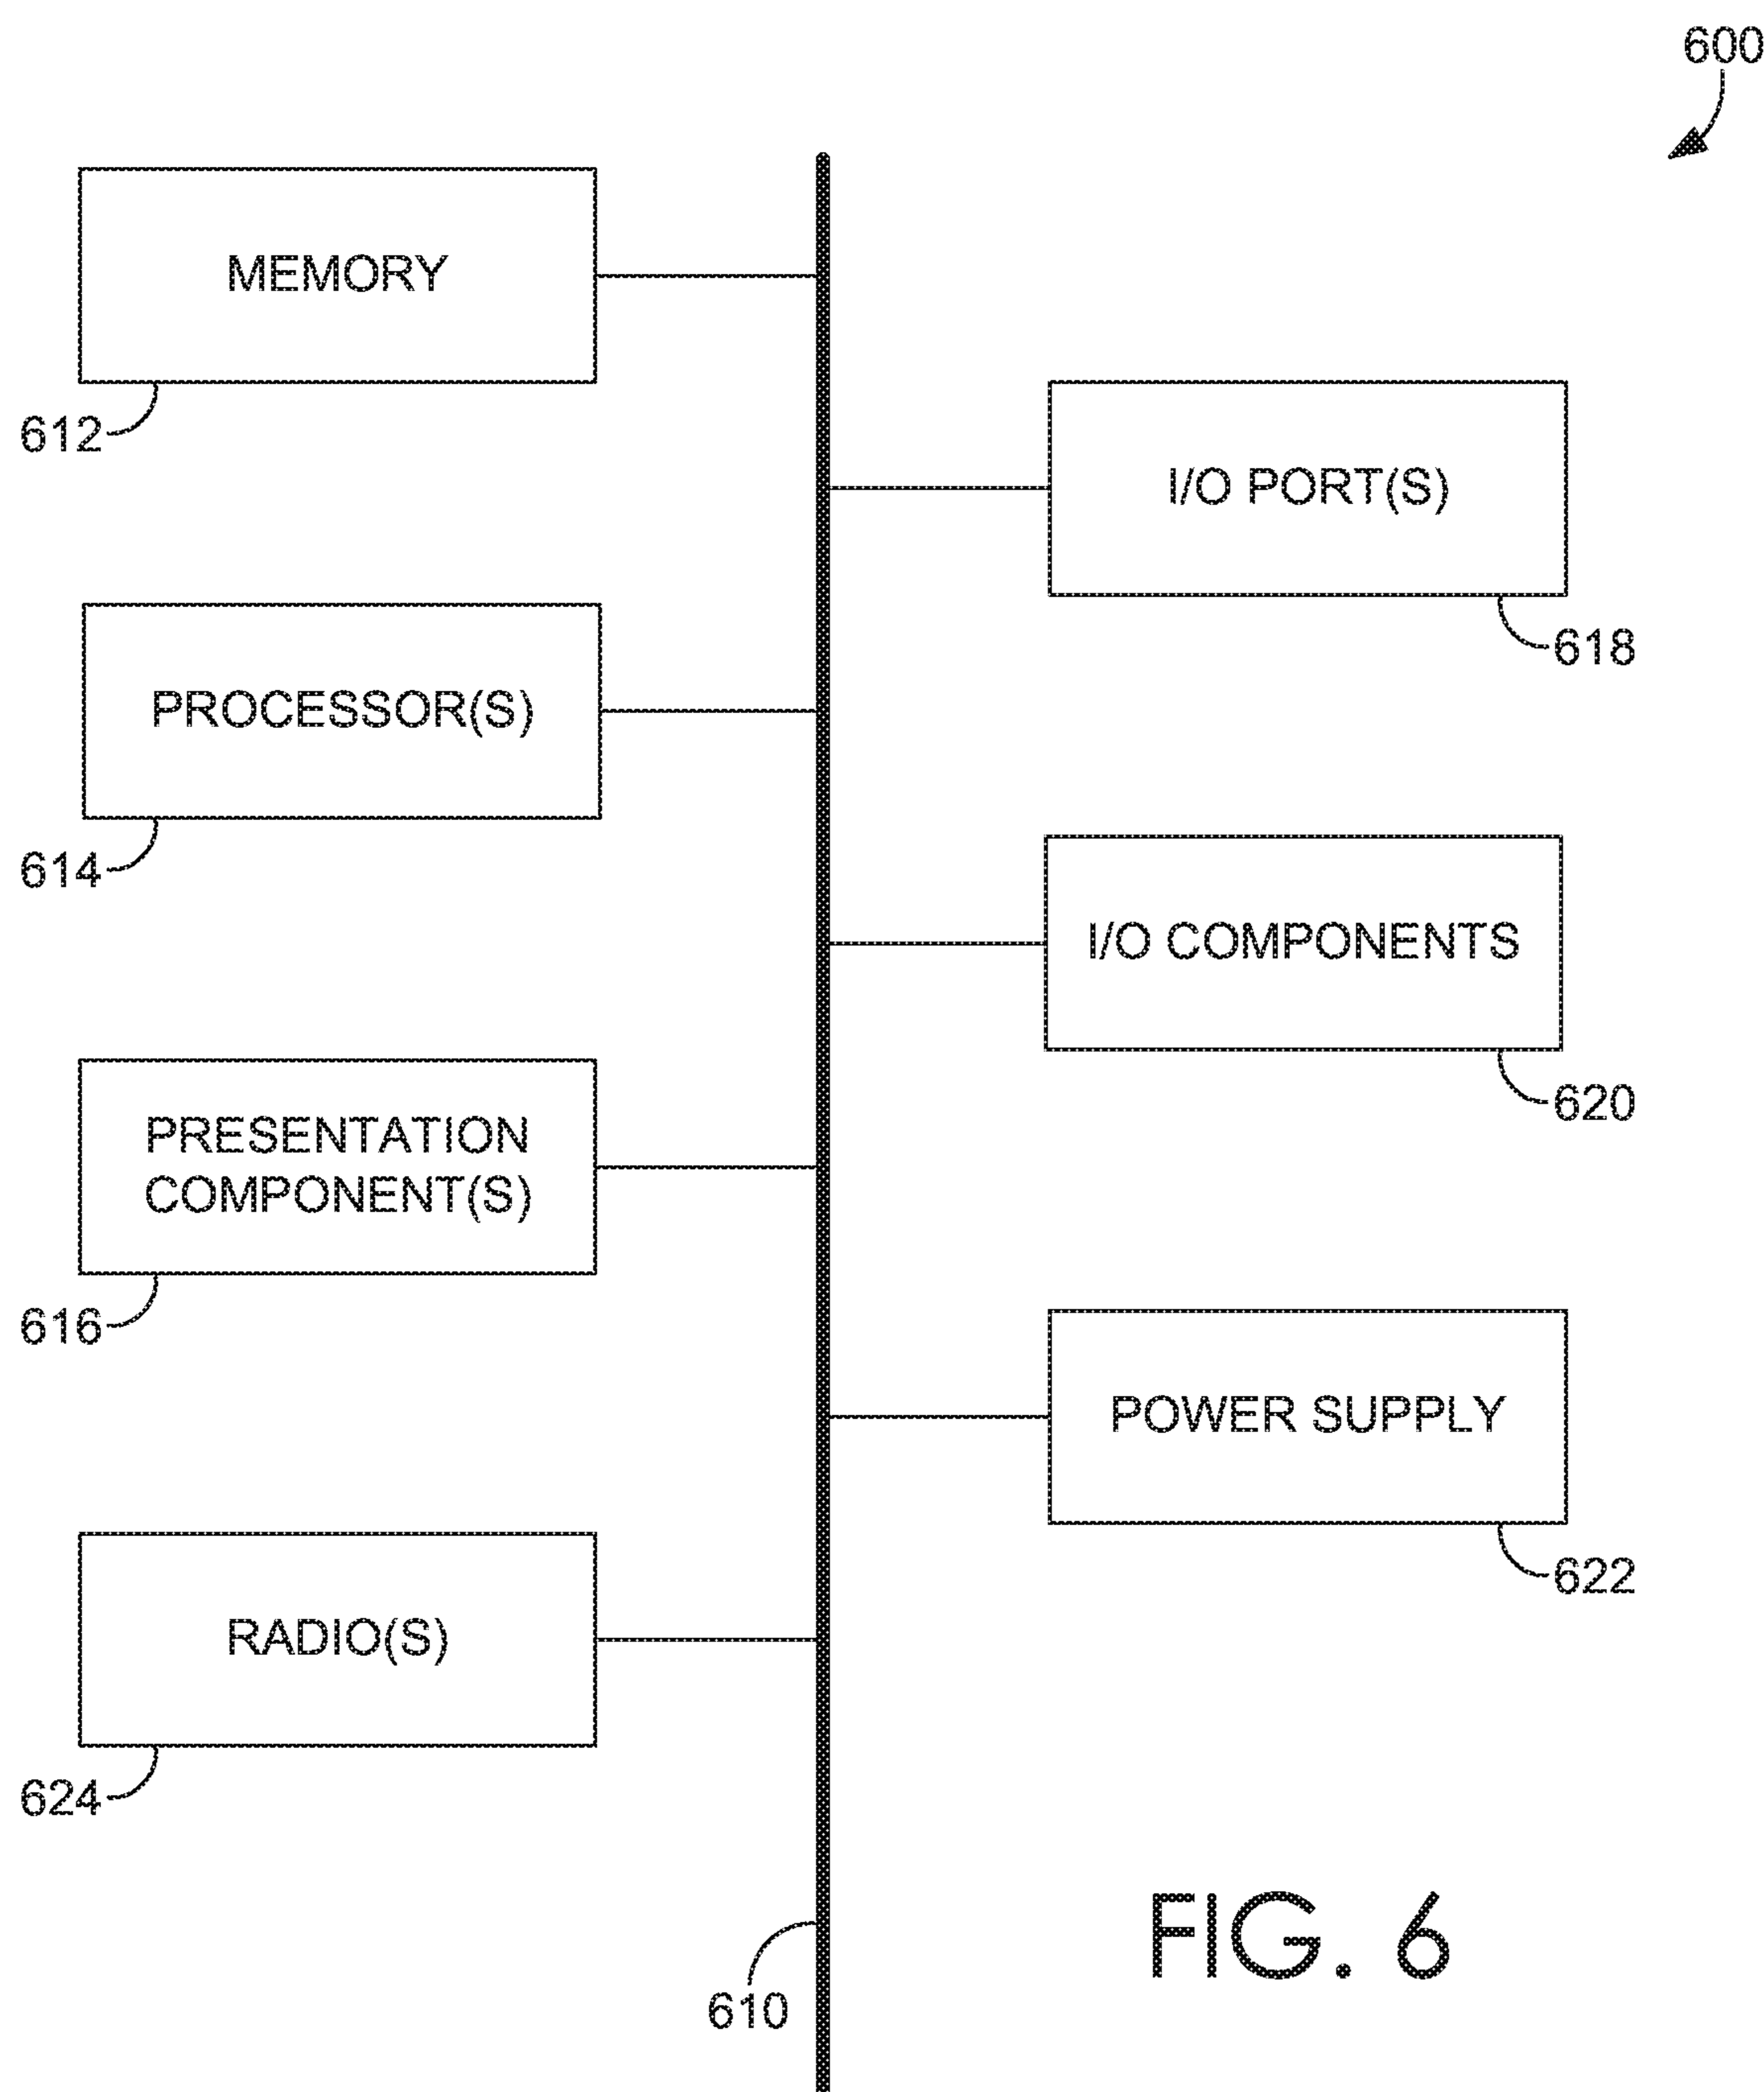 600
MEMORY
612
I/O PORT(S)
618
PROCESSOR(S)
614
I/O COMPONENTS
620
PRESENTATION
COMPONENT(S)
616
POWER SUPPLY
622
RADIO(S)
624
610
FIG. 6